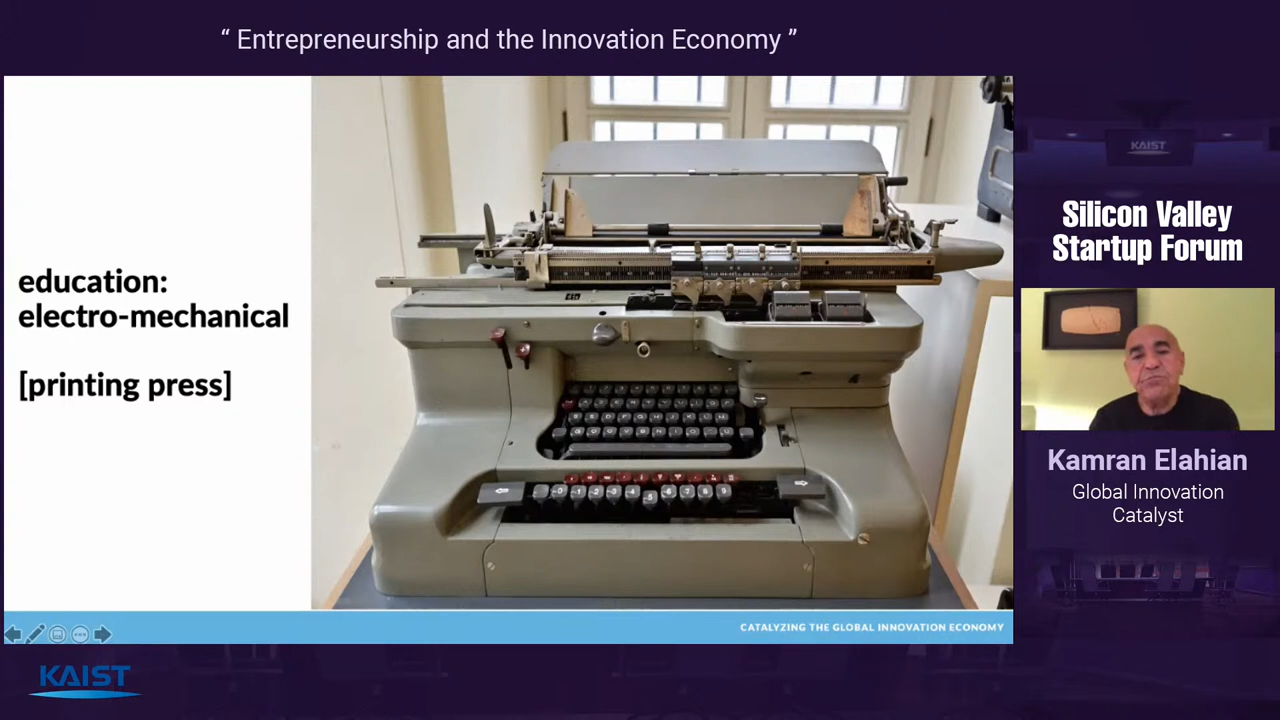 “ Entrepreneurship and the Innovation Economy ”
education:
electro-mechanical
[printing press]
CATALYZING THE GLOBAL INNOVATION ECONOMY
KAIST
KAIST
Silicon Valley
Startup Forum
Kamran Elahian
Global Innovation
Catalyst